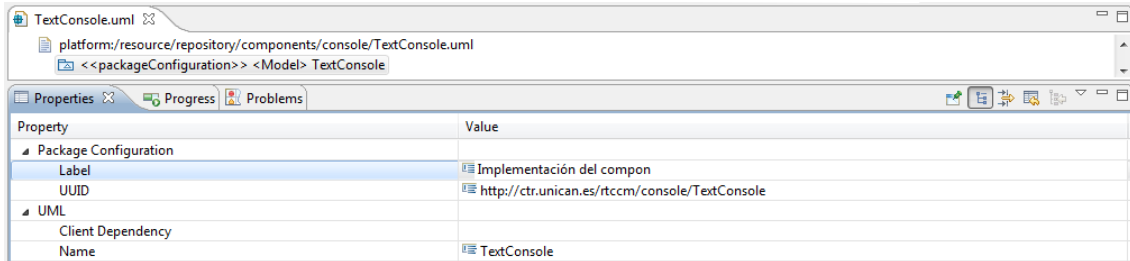 TextConsole.uml
platform:/resource/repository/components/console/TextConsole.uml
<<packageConfiguration>> <Model> TextConsole
Properties Progress Problems
Property Value
Package Configuration
Label Implementación del compon
UUID http://ctr.unican.es/rtccm/console/TextConsole
UML
Client Dependency
Name TextConsole